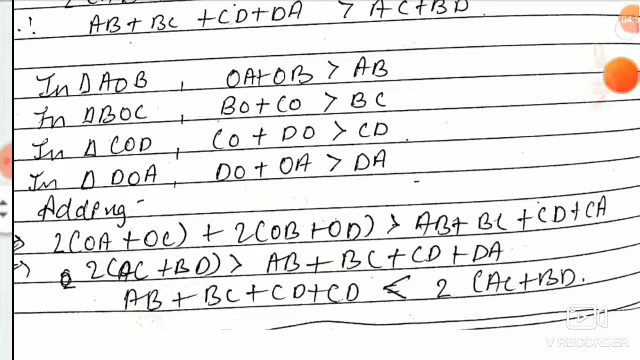 ∴ AB + BC + CD + DA > AC + BD
In Δ AOB, OA + OB > AB
In Δ BOC, BO + CO > BC
In Δ COD, CO + DO > CD
In Δ DOA, DO + OA > DA
Adding -
⇒ 2(OA + OC) + 2(OB + OD) > AB + BC + CD + CA
⇒ 2(AC + BD) > AB + BC + CD + DA
AB + BC + CD + CD < 2 (AC + BD.
V RECORDER